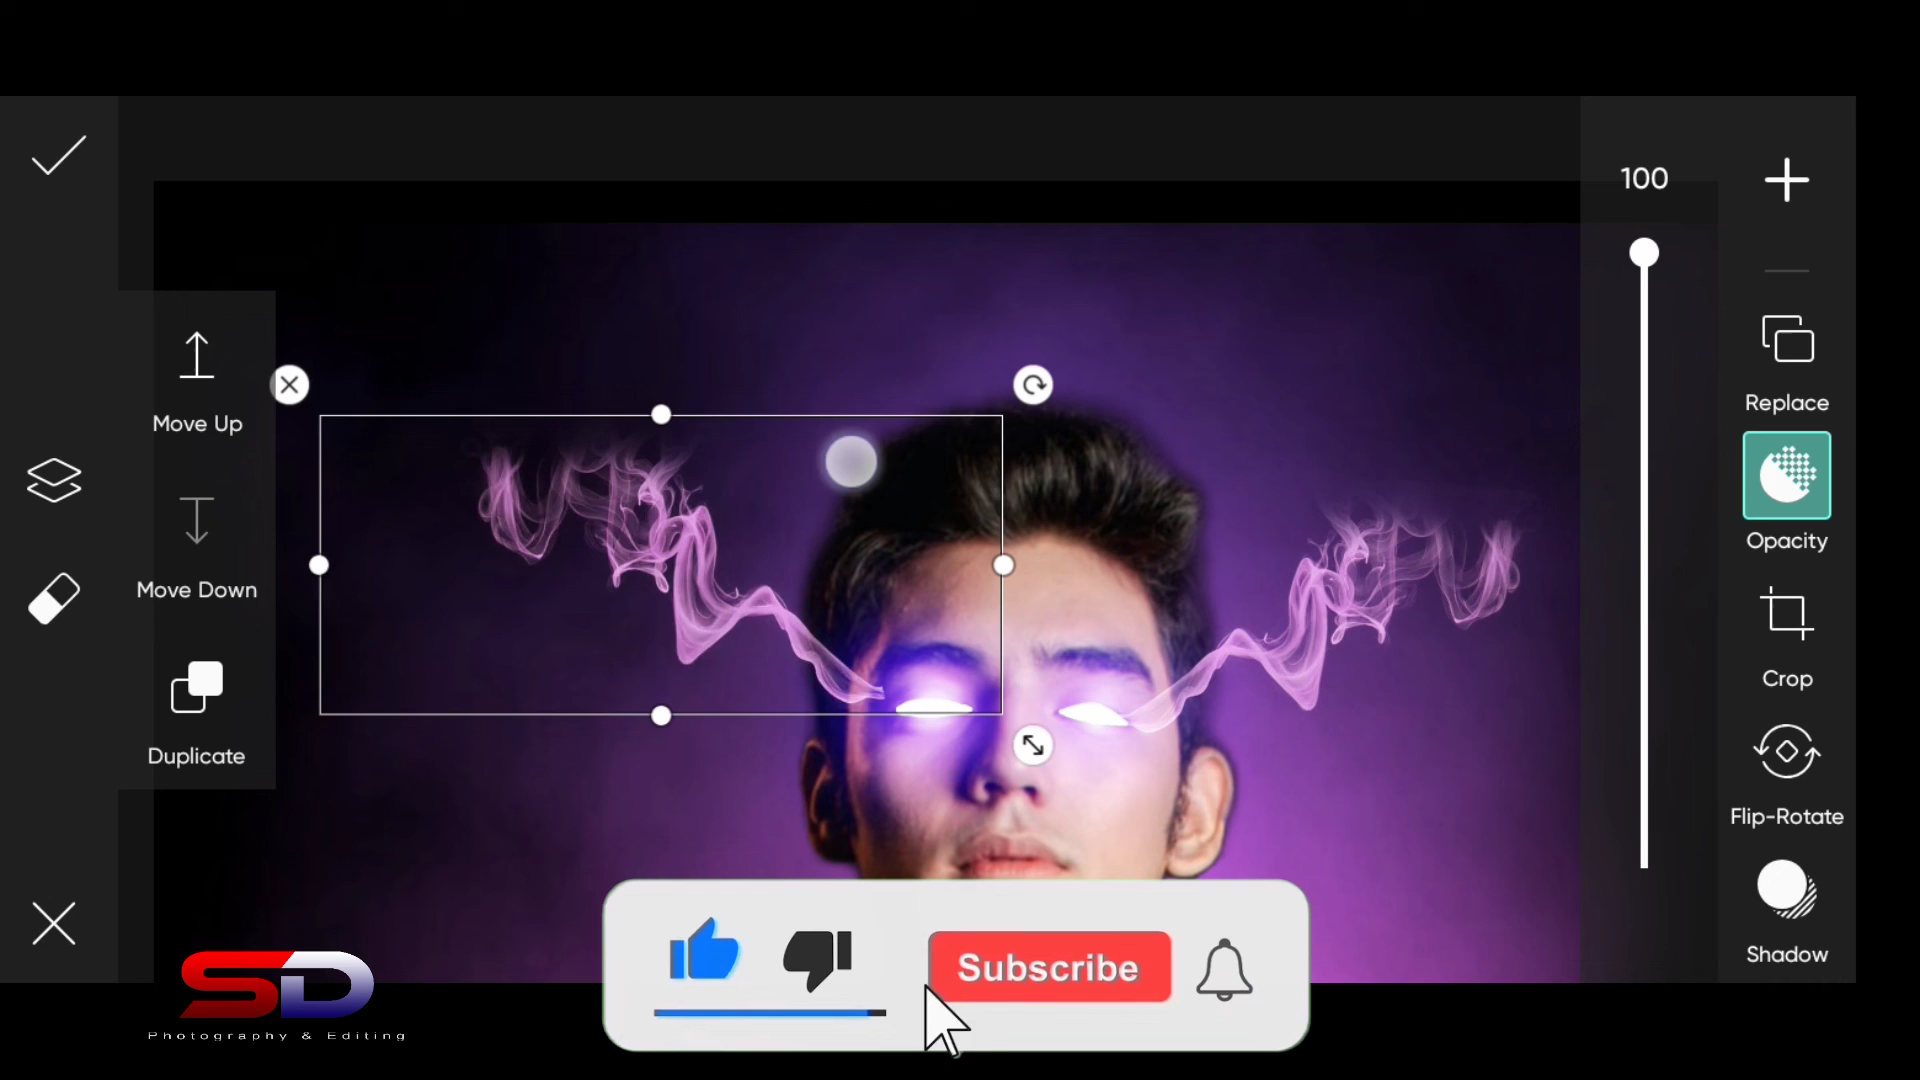 100
Move Up
Replace
Opacity
Move Down
Crop
Duplicate
Flip-Rotate
Shadow
Subscribe
SD
Photography & Editing